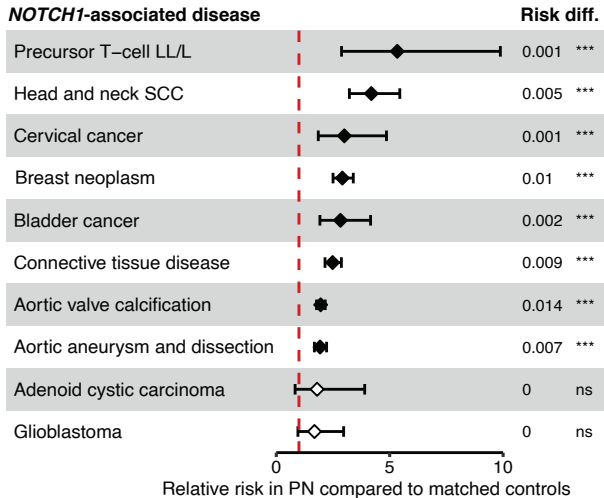 NOTCH1-associated disease Risk diff.
Precursor T−cell LL/L 0.001 ***
Head and neck SCC 0.005 ***
Cervical cancer 0.001 ***
Breast neoplasm 0.01 ***
Bladder cancer 0.002 ***
Connective tissue disease 0.009 ***
Aortic valve calcification 0.014 ***
Aortic aneurysm and dissection 0.007 ***
Adenoid cystic carcinoma 0 ns
Glioblastoma 0 ns
0 5 10
Relative risk in PN compared to matched controls